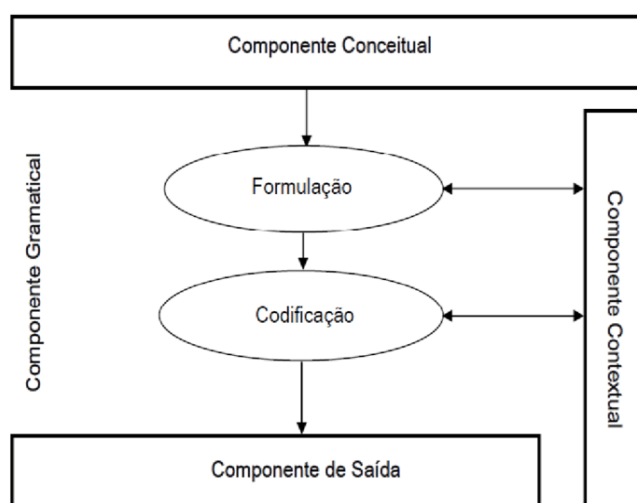 Componente Conceitual
Formulação
Componente Gramatical
Componente Contextual
Codificação
Componente de Saída